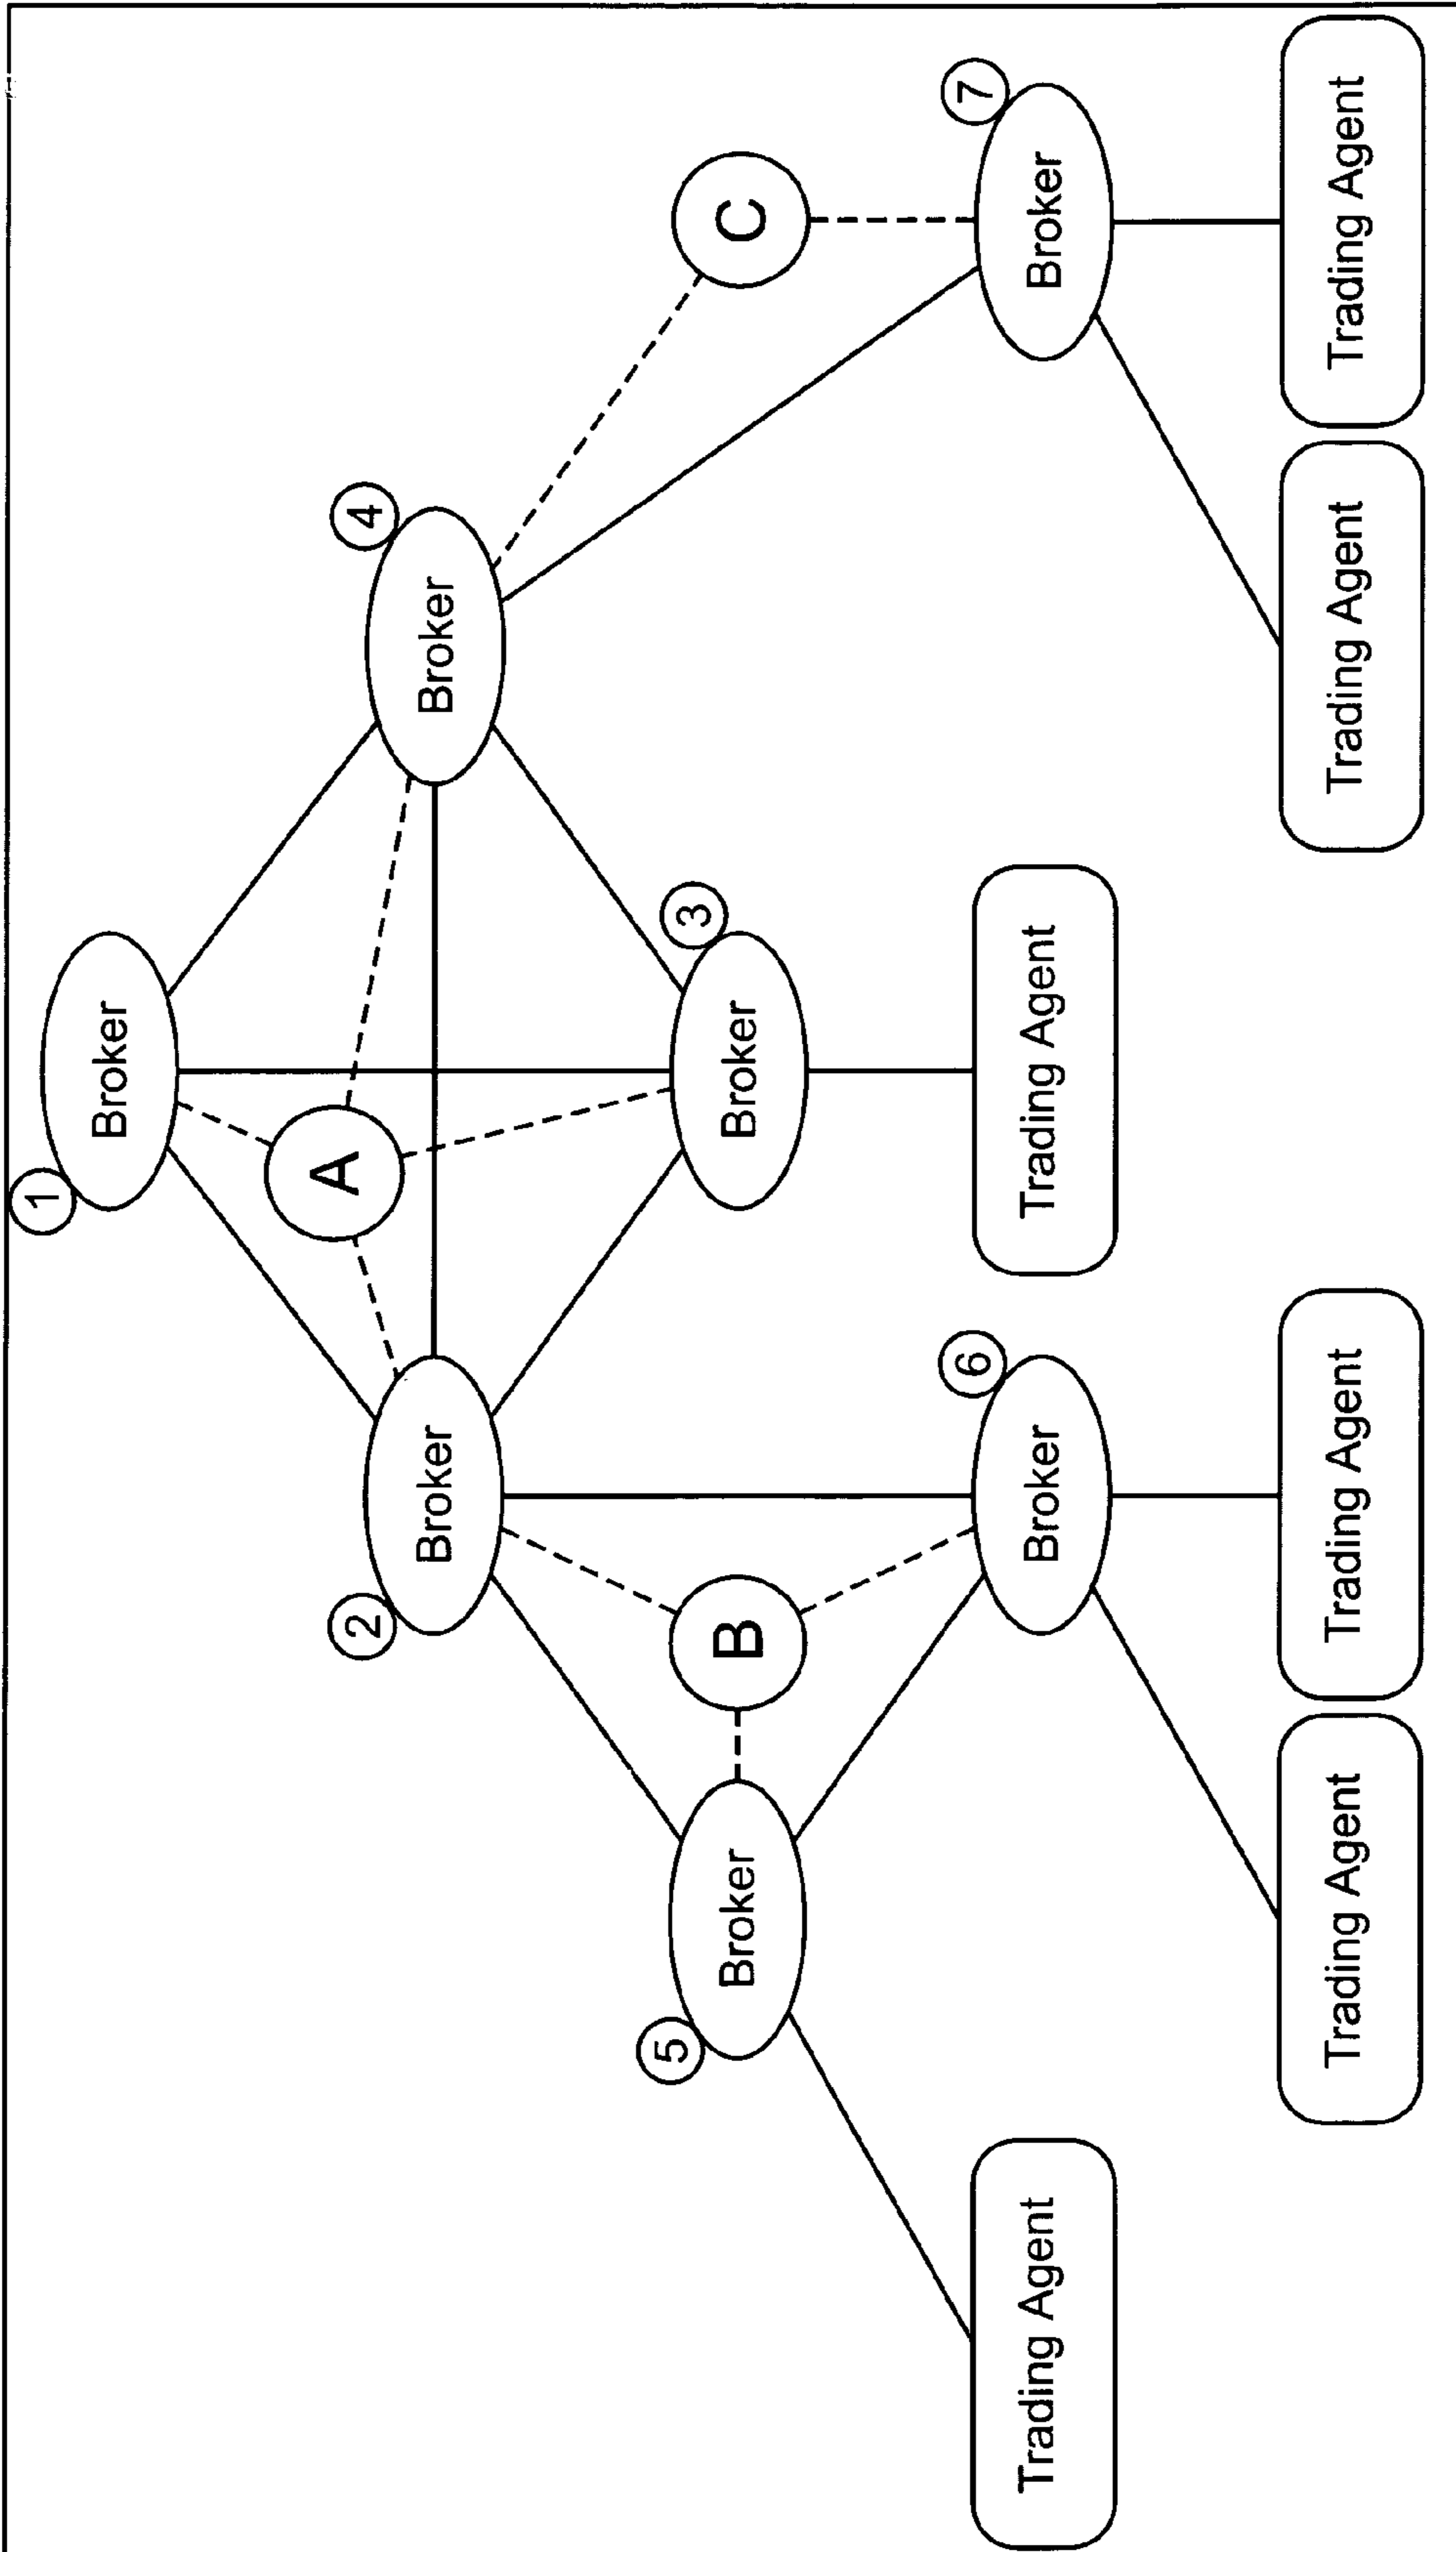 1
Broker
A
2
Broker
4
Broker
5
Broker
B
3
Broker
C
6
Broker
7
Broker
Trading Agent
Trading Agent
Trading Agent
Trading Agent
Trading Agent
Trading Agent